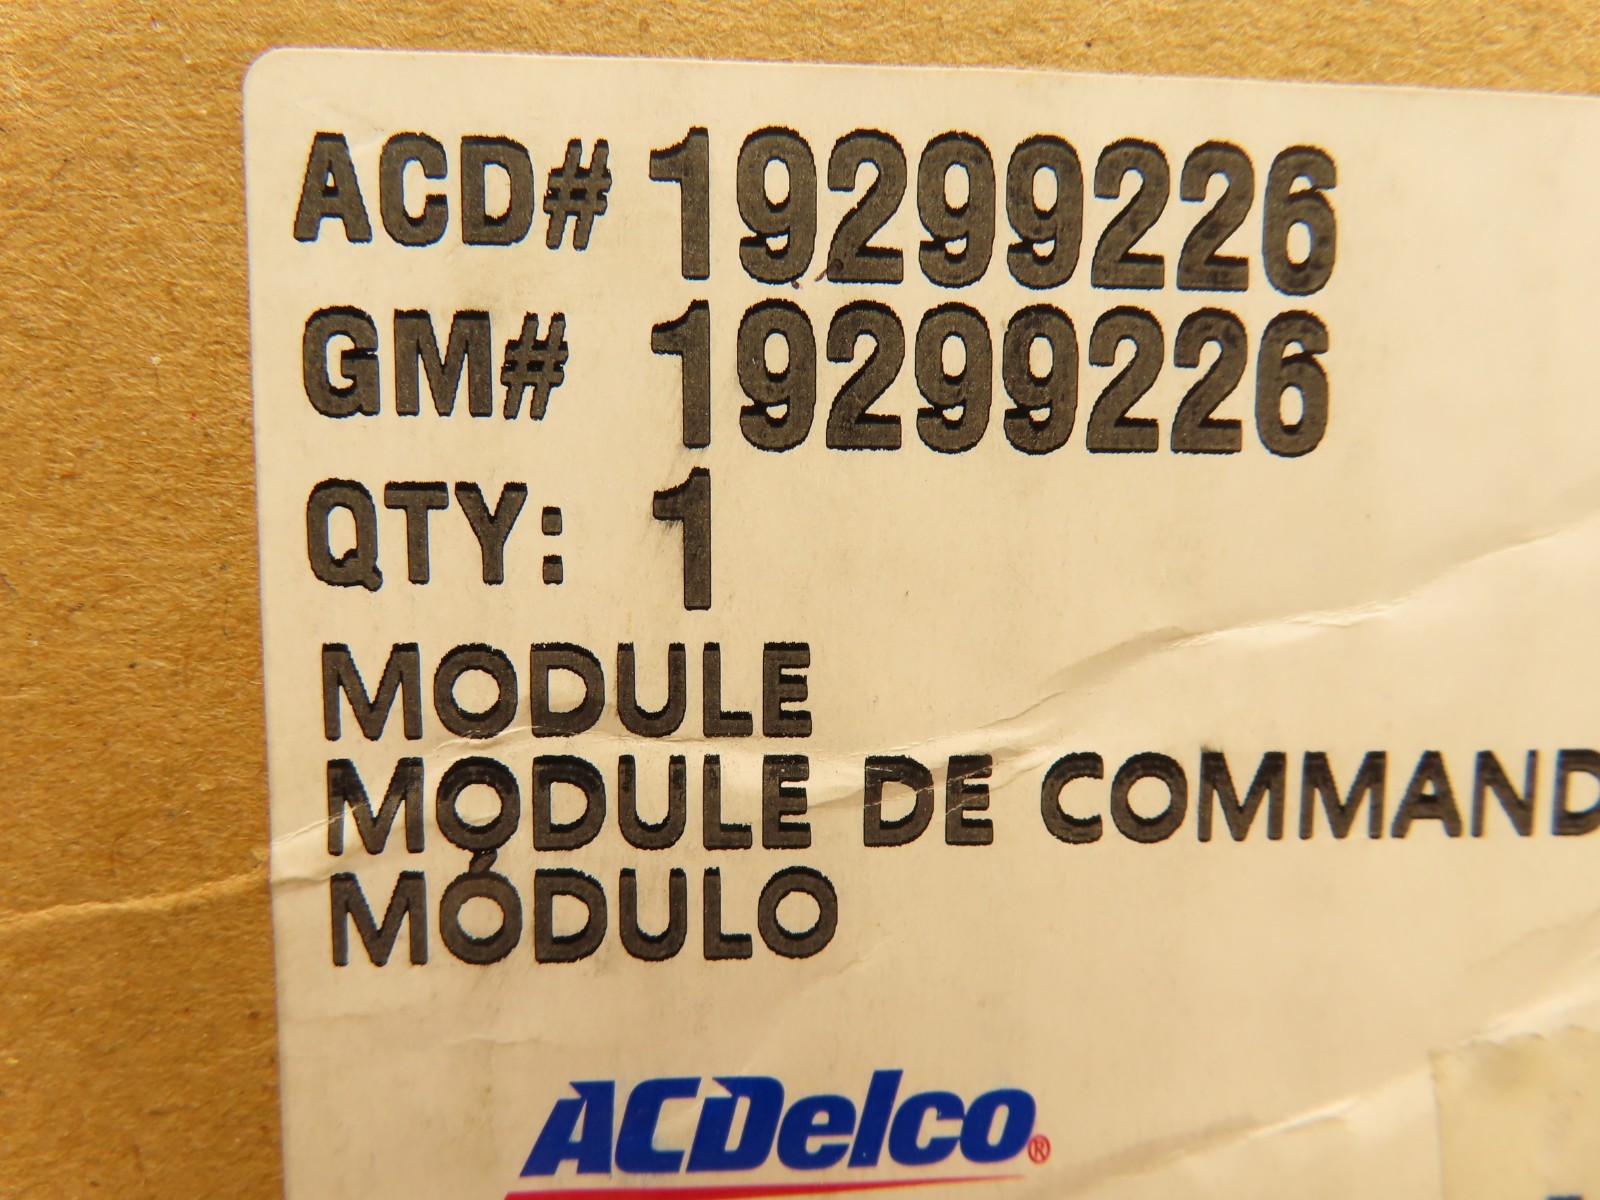 ACD# 19299226
GM# 19299226
QTY: 1
MODULE
MODULE DE COMMAND
MÓDULO
ACDelco®